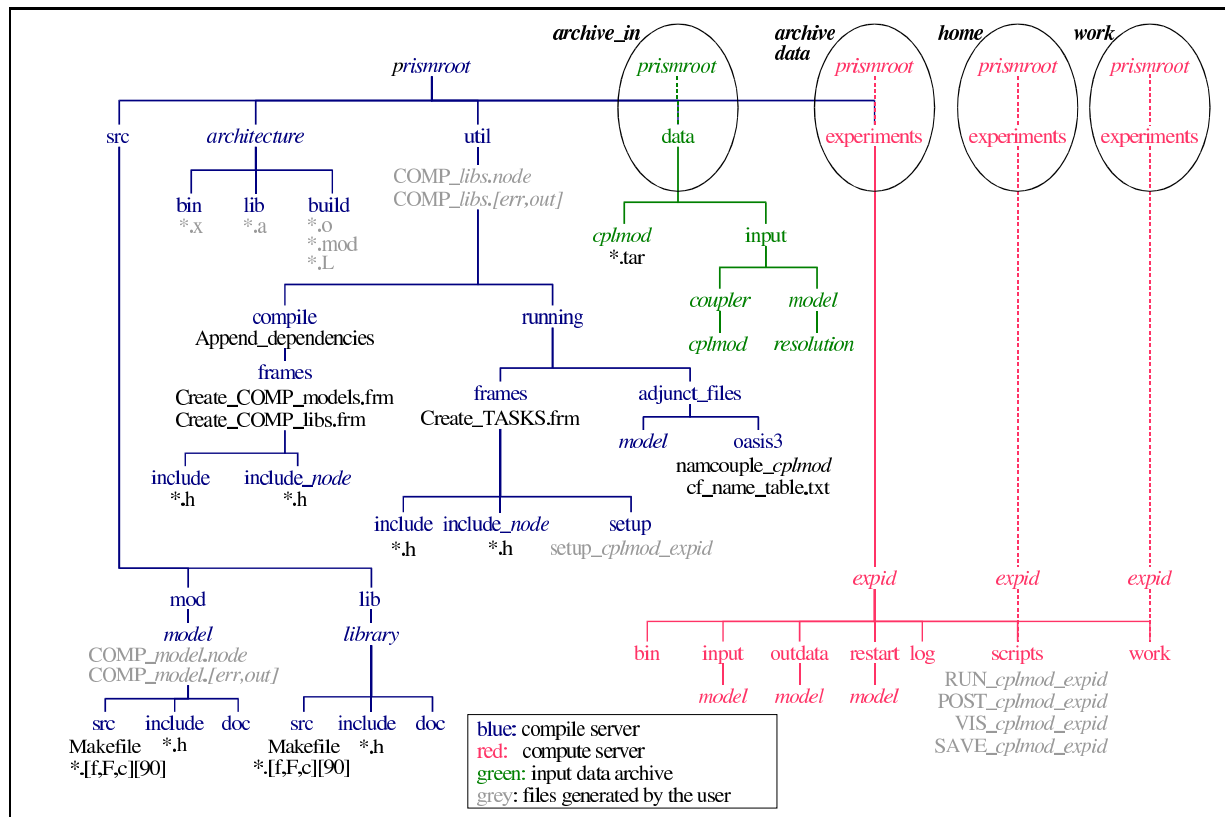 archive_in
archive
data
home
work
prismroot
prismroot
prismroot
prismroot
prismroot
src
architecture
util
data
experiments
experiments
experiments
COMP_libs.node
COMP_libs.[err,out]
bin
lib
build
*.x
*.a
*.o
*.mod
*.L
cplmod
*.tar
input
coupler
model
cplmod
resolution
compile
Append_dependencies
running
frames
Create_COMP_models.frm
Create_COMP_libs.frm
frames
Create_TASKS.frm
adjunct_files
model
oasis3
namcouple_cplmod
cf_name_table.txt
include
*.h
include_node
*.h
include
*.h
include_node
*.h
setup
setup_cplmod_expid
expid
expid
expid
mod
lib
model
COMP_model.node
COMP_model.[err,out]
library
bin
input
outdata
restart
log
scripts
work
model
model
model
RUN_cplmod_expid
POST_cplmod_expid
VIS_cplmod_expid
SAVE_cplmod_expid
src
include
doc
Makefile
*.h
*.[f,F,c][90]
src
include
doc
Makefile
*.h
*.[f,F,c][90]
blue: compile server
red: compute server
green: input data archive
grey: files generated by the user